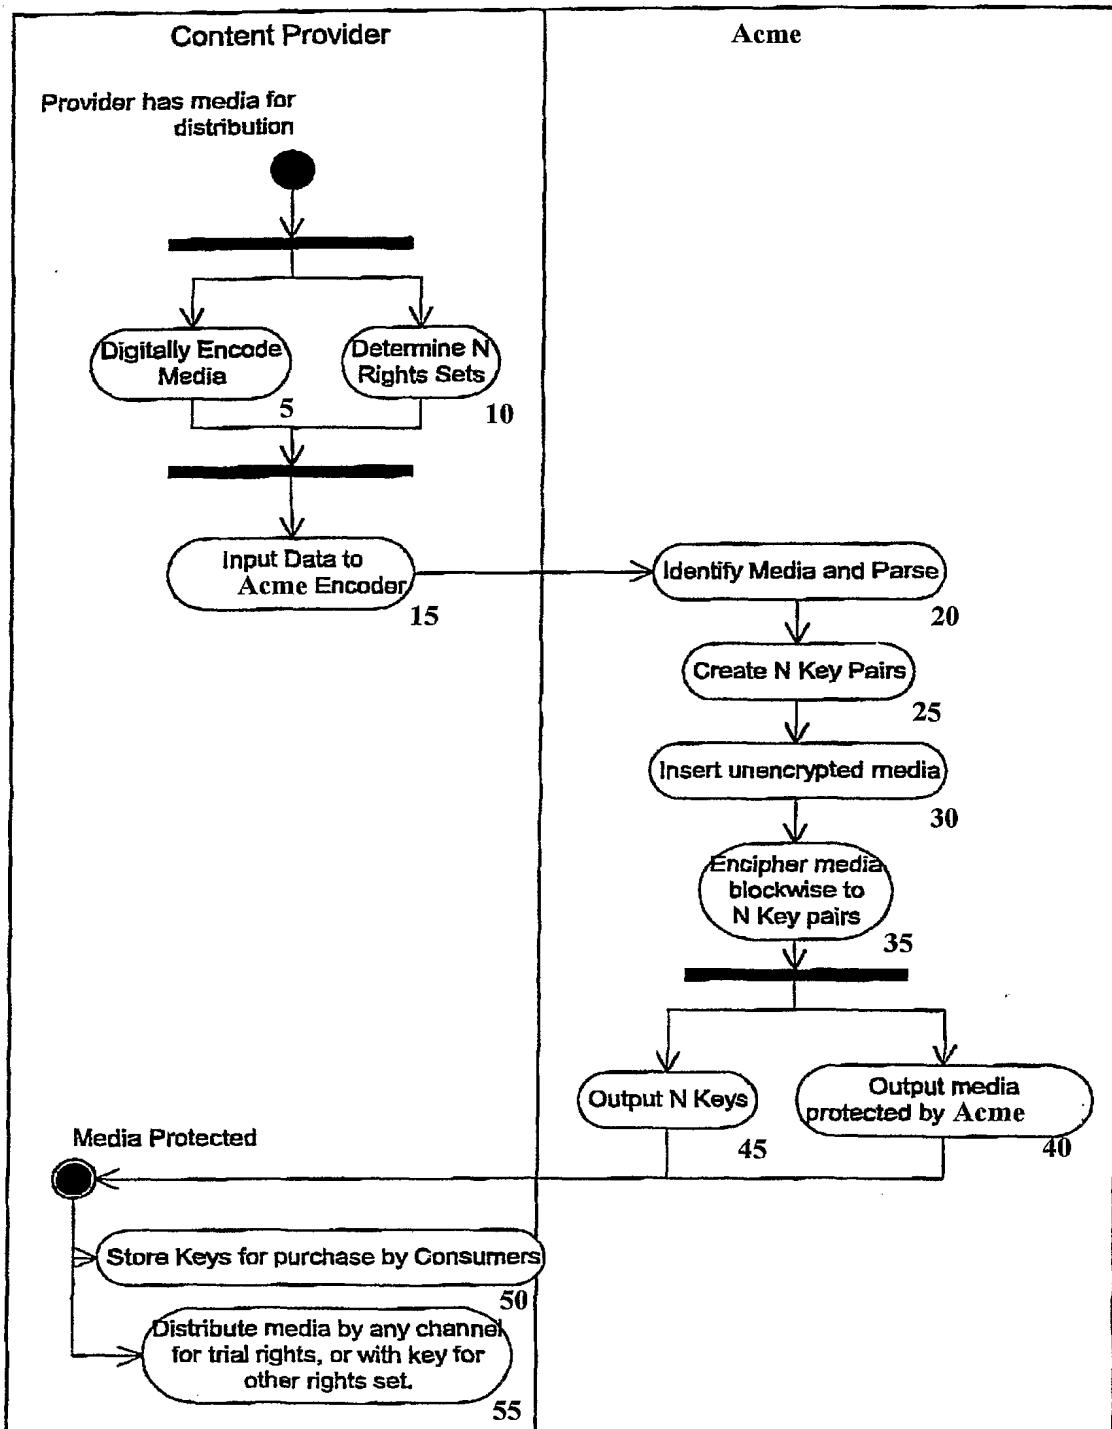 Content Provider
Acme
Provider has media for
distribution
Digitally Encode
Media
5
Determine N
Rights Sets
10
Input Data to
Acme Encoder
15
Identify Media and Parse
20
Create N Key Pairs
25
Insert unencrypted media
30
Encipher media
blockwise to
N Key pairs
35
Output N Keys
45
Output media
protected by Acme
40
Media Protected
Store Keys for purchase by Consumers
50
Distribute media by any channel
for trial rights, or with key for
other rights set.
55